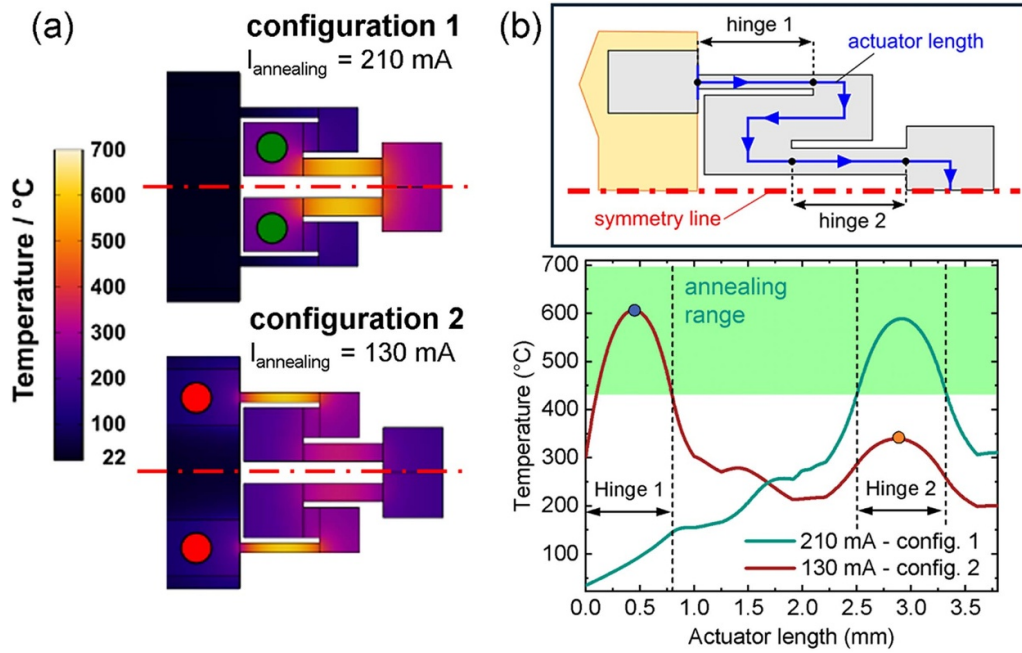 (a)
configuration 1
I annealing = 210 mA
Temperature / °C
700
600
500
400
300
200
100
22
configuration 2
I annealing = 130 mA
(b)
hinge 1
actuator length
symmetry line
hinge 2
Temperature (°C)
700
600
500
400
300
200
100
annealing
range
Hinge 1
Hinge 2
210 mA - config. 1
130 mA - config. 2
0.0 0.5 1.0 1.5 2.0 2.5 3.0 3.5
Actuator length (mm)